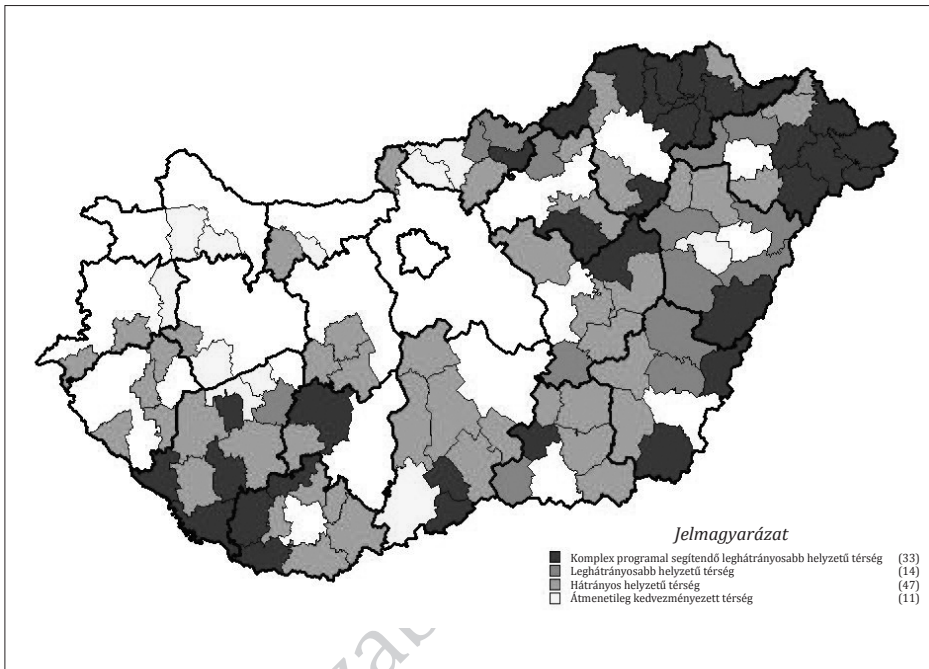 Jelmagyarázat
Komplex programal segítendő leghátrányosabb helyzetű térség (33)
Leghátrányosabb helyzetű térség (14)
Hátrányos helyzetű térség (47)
Átmenetileg kedvezményezett térség (11)